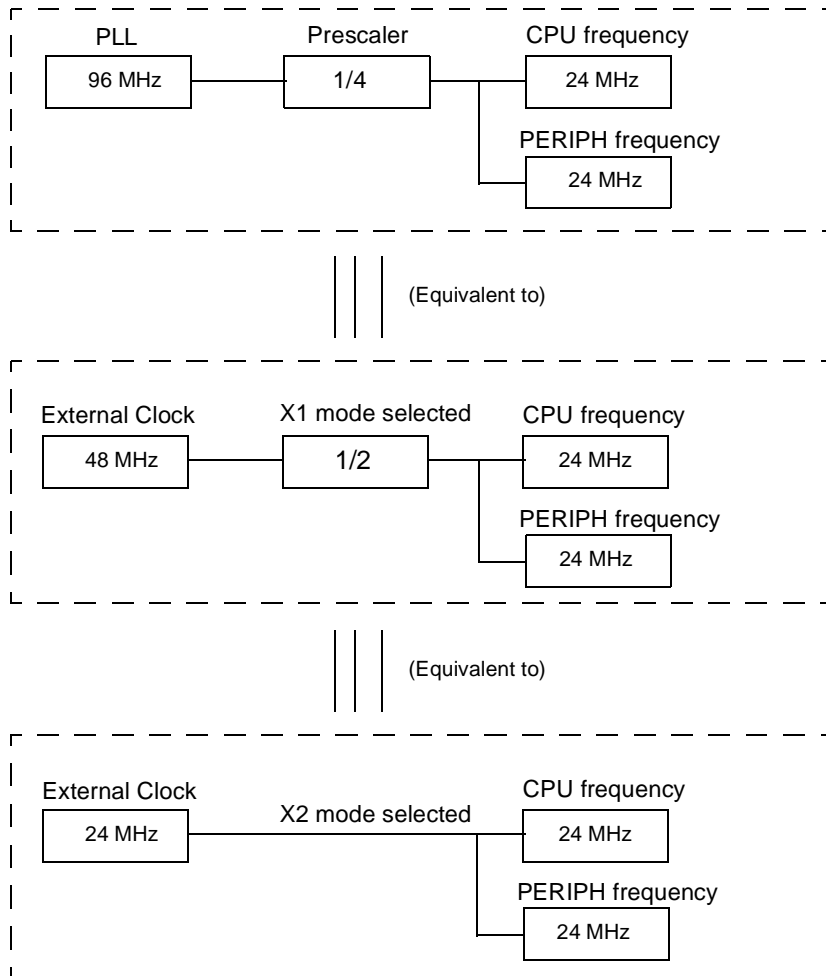 PLL Prescaler CPU frequency
96 MHz 1/4 24 MHz
PERIPH frequency
24 MHz
(Equivalent to)
External Clock X1 mode selected CPU frequency
48 MHz 1/2 24 MHz
PERIPH frequency
24 MHz
(Equivalent to)
External Clock CPU frequency
X2 mode selected
24 MHz 24 MHz
PERIPH frequency
24 MHz